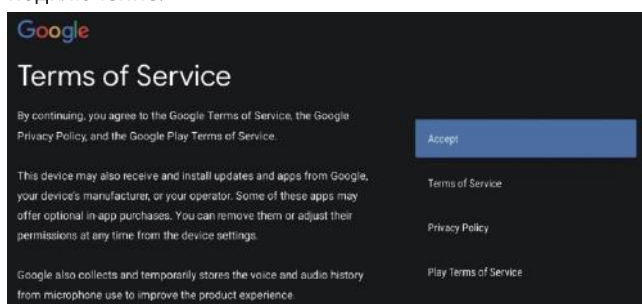 Google
Terms of Service
By continuing, you agree to the Google Terms of Service, the Google
Privacy Policy, and the Google Play Terms of Service.
Accept
This device may also receive and install updates and apps from Google,
your device's manufacturer, or your operator. Some of these apps may
offer optional in-app purchases. You can remove them or adjust their
permissions at any time from the device settings.
Terms of Service
Privacy Policy
Google also collects and temporarily stores the voice and audio history
from microphone use to improve the product experience.
Play Terms of Service